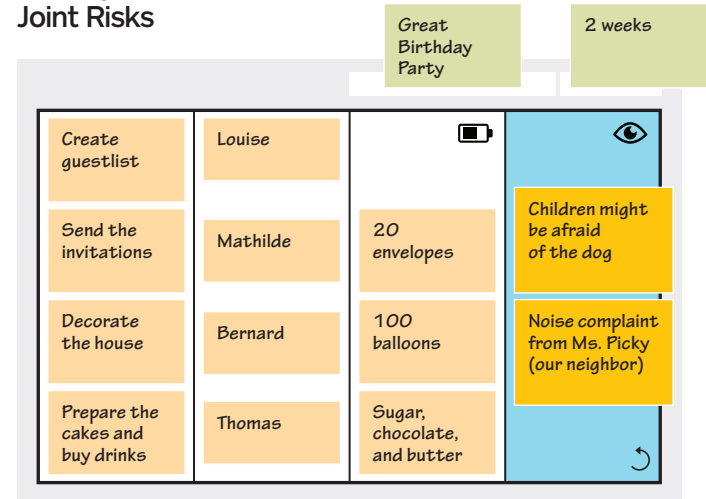 Joint Risks
Great
Birthday
Party
2 weeks
Create
guestlist
Louise
Send the
invitations
Mathilde
20
envelopes
Children might
be afraid
of the dog
Decorate
the house
Bernard
100
balloons
Noise complaint
from Ms. Picky
(our neighbor)
Prepare the
cakes and
buy drinks
Thomas
Sugar,
chocolate,
and butter